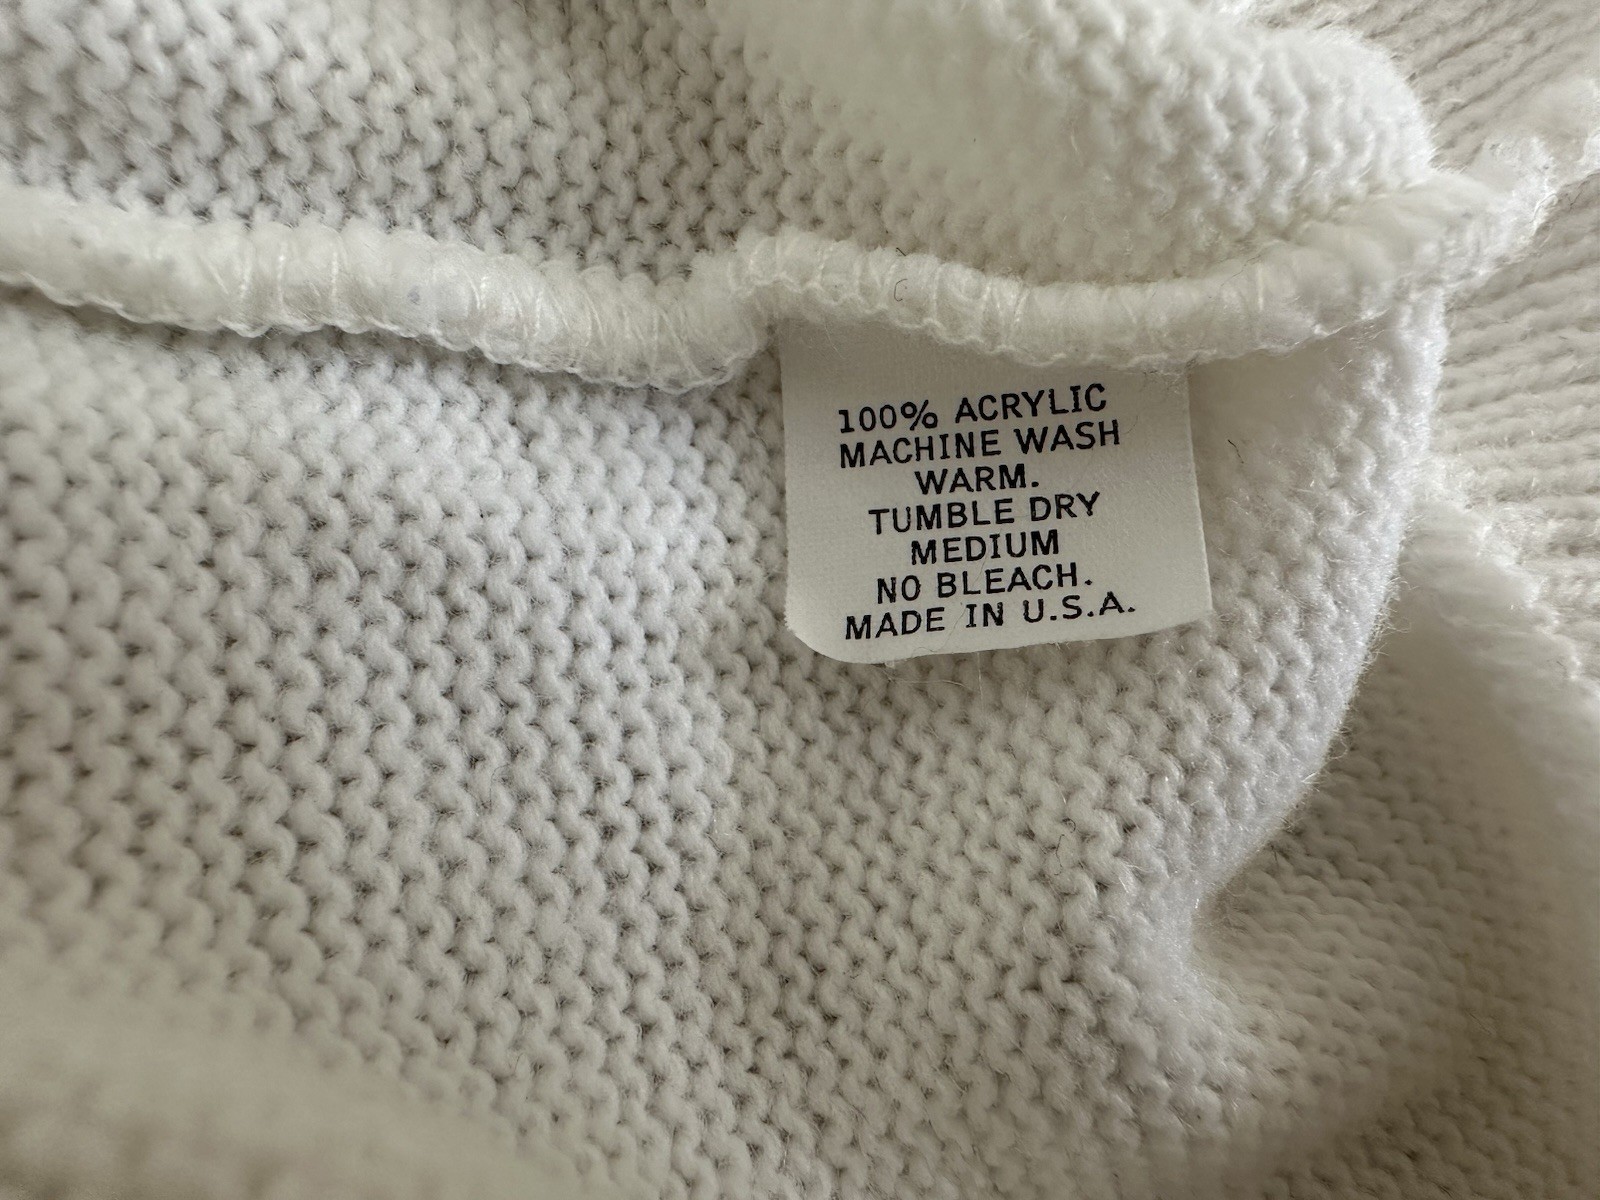 100% ACRYLIC
MACHINE WASH
WARM.
TUMBLE DRY
MEDIUM
NO BLEACH.
MADE IN U.S.A.